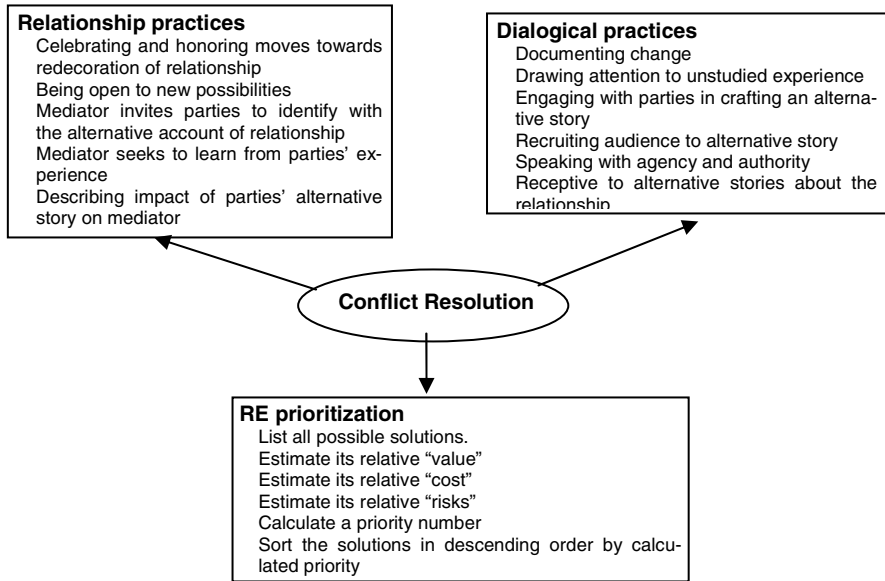 Relationship practices
Celebrating and honoring moves towards
redecoration of relationship
Being open to new possibilities
Mediator invites parties to identify with
the alternative account of relationship
Mediator seeks to learn from parties' ex-
perience
Describing impact of parties' alternative
story on mediator
Dialogical practices
Documenting change
Drawing attention to unstudied experience
Engaging with parties in crafting an alterna-
tive story
Recruiting audience to alternative story
Speaking with agency and authority
Receptive to alternative stories about the
relationship
Conflict Resolution
RE prioritization
List all possible solutions.
Estimate its relative “value”
Estimate its relative “cost”
Estimate its relative “risks”
Calculate a priority number
Sort the solutions in descending order by calcu-
lated priority